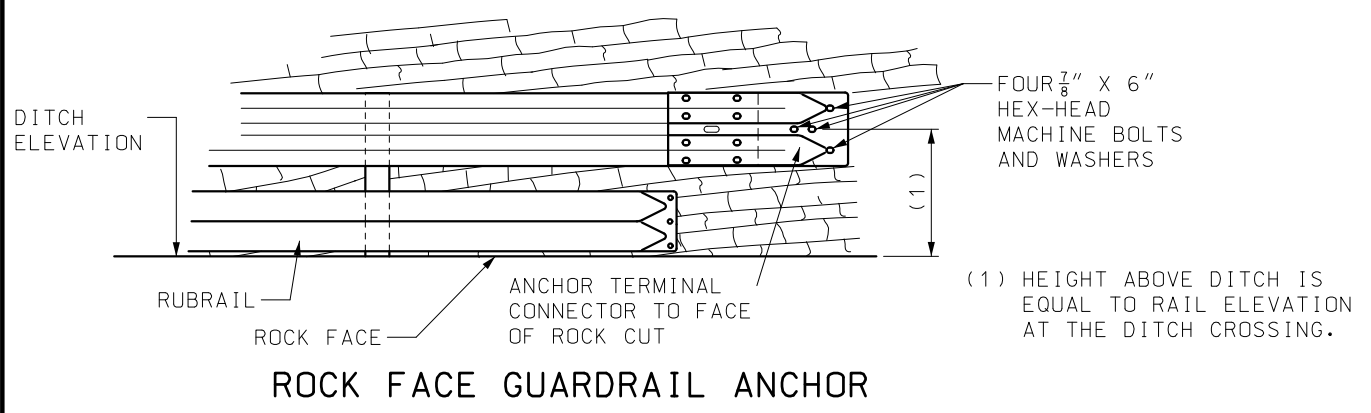 DITCH
ELEVATION
FOUR 7/8" X 6"
HEX-HEAD
MACHINE BOLTS
AND WASHERS
(1)
RUBRAIL
ROCK FACE
ANCHOR TERMINAL
CONNECTOR TO FACE
OF ROCK CUT
(1) HEIGHT ABOVE DITCH IS
EQUAL TO RAIL ELEVATION
AT THE DITCH CROSSING.
ROCK FACE GUARDRAIL ANCHOR